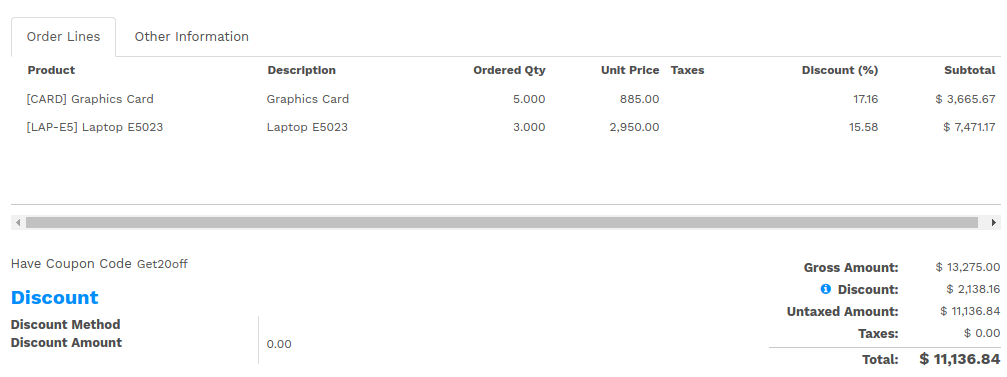 Order Lines Other Information
Product Description Ordered Qty Unit Price Taxes Discount (%) Subtotal
[CARD] Graphics Card Graphics Card 5.000 885.00 17.16 $ 3,665.67
[LAP-E5] Laptop E5023 Laptop E5023 3.000 2,950.00 15.58 $ 7,471.17
Have Coupon Code Get20off
Discount
Discount Method
Discount Amount 0.00
Gross Amount: $ 13,275.00
Discount: $ 2,138.16
Untaxed Amount: $ 11,136.84
Taxes: $ 0.00
Total: $ 11,136.84